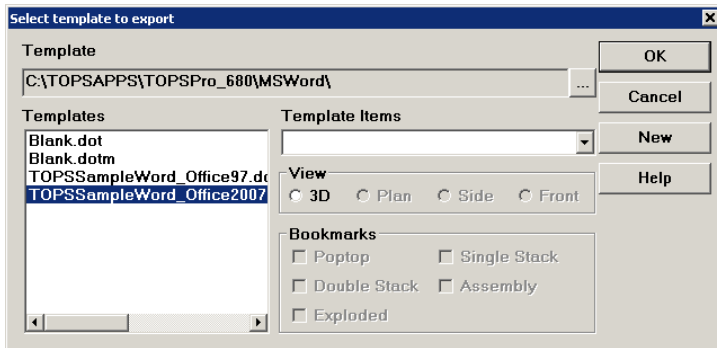 Select template to export
Template
OK
C:\TOPSAPPS\TOPSPro_680\MSWord\
...
Cancel
Templates
Template Items
New
Blank.dot
Blank.dotm
TOPSSampleWord_Office97.do
TOPSSampleWord_Office2007
Help
View
3D Plan Side Front
Bookmarks
Poptop Single Stack
Double Stack Assembly
Exploded